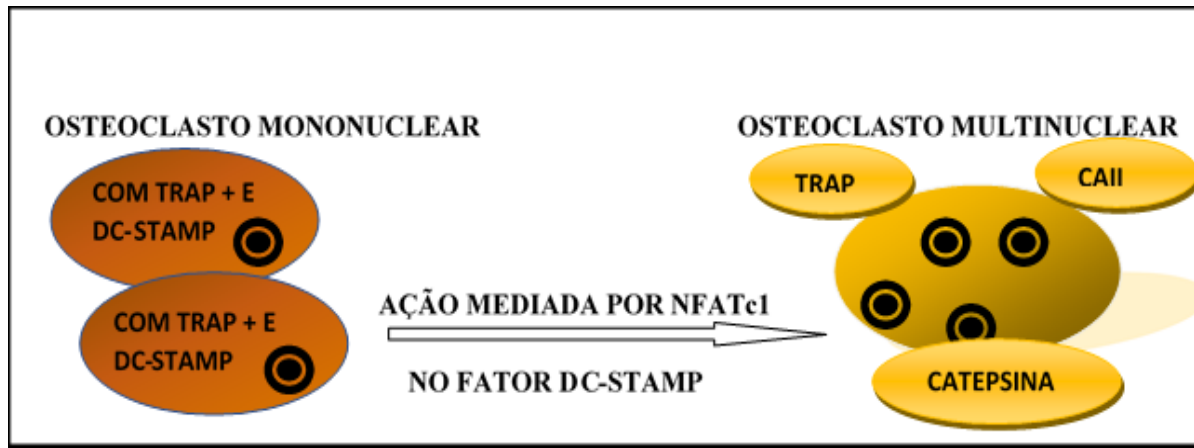 OSTEOCLASTO MONONUCLEAR
COM TRAP + E
DC-STAMP
COM TRAP + E
DC-STAMP
AÇÃO MEDIADA POR NFATc1
NO FATOR DC-STAMP
OSTEOCLASTO MULTINUCLEAR
TRAP
CAII
CATEPSINA